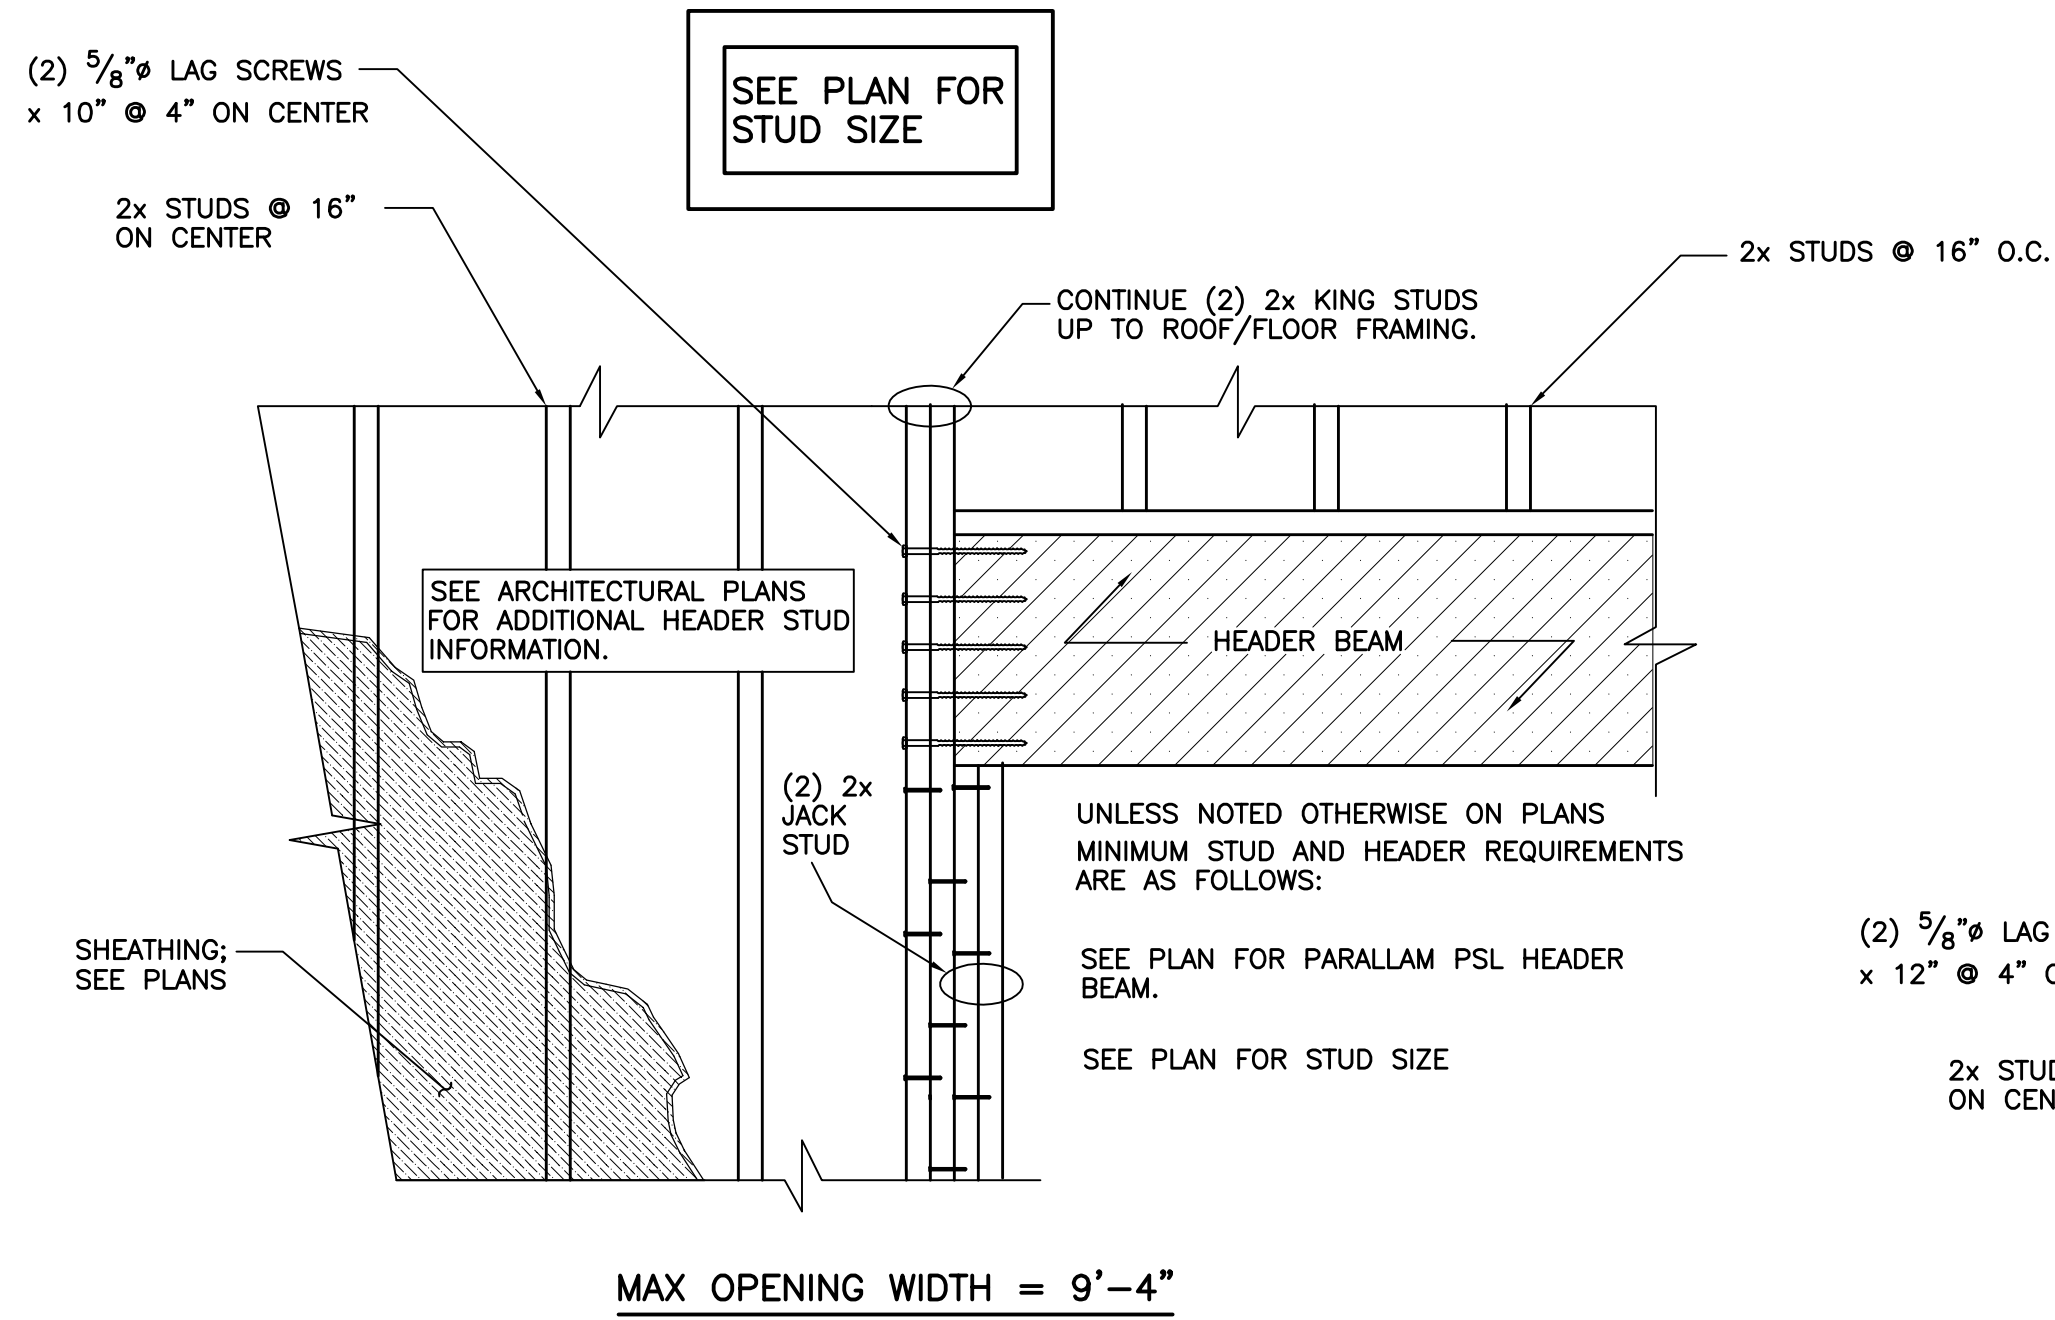 (2) 5/8"ø LAG SCREWS
x 10" @ 4" ON CENTER
SEE PLAN FOR
STUD SIZE
2x STUDS @ 16"
ON CENTER
2x STUDS @ 16" O.C.
CONTINUE (2) 2x KING STUDS
UP TO ROOF/FLOOR FRAMING.
SEE ARCHITECTURAL PLANS
FOR ADDITIONAL HEADER STUD
INFORMATION.
HEADER BEAM
(2) 2x
JACK
STUD
UNLESS NOTED OTHERWISE ON PLANS
MINIMUM STUD AND HEADER REQUIREMENTS
ARE AS FOLLOWS:
SEE PLAN FOR PARALLAM PSL HEADER
BEAM.
SEE PLAN FOR STUD SIZE
SHEATHING;
SEE PLANS
(2) 5/8"ø LAG
x 12" @ 4"
2x
ON
MAX OPENING WIDTH = 9'-4"